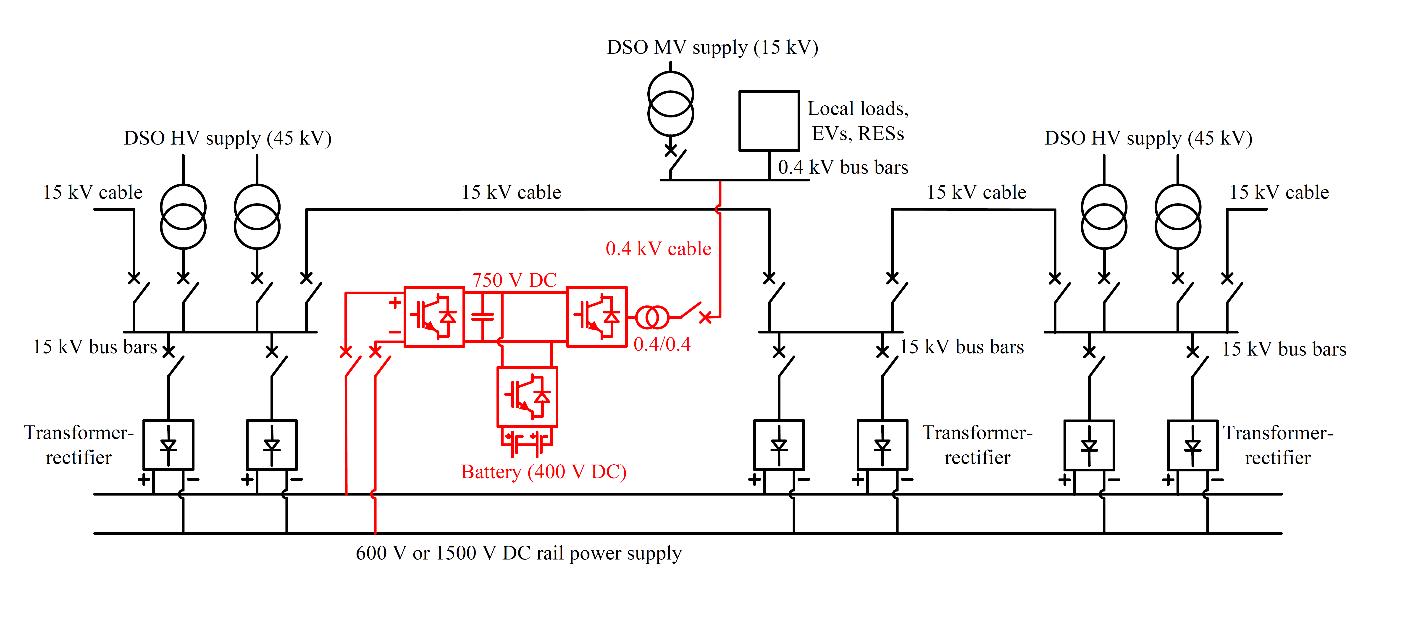 DSO MV supply (15 kV)
Local loads,
EVs, RESs
DSO HV supply (45 kV)
DSO HV supply (45 kV)
0.4 kV bus bars
15 kV cable
15 kV cable
15 kV cable
15 kV cable
0.4 kV cable
750 V DC
+
−
0.4/0.4
15 kV bus bars
15 kV bus bars
15 kV bus bars
Transformer-
rectifier
Transformer-
rectifier
Transformer-
rectifier
Battery (400 V DC)
+ − + − + − + − + − + −
600 V or 1500 V DC rail power supply